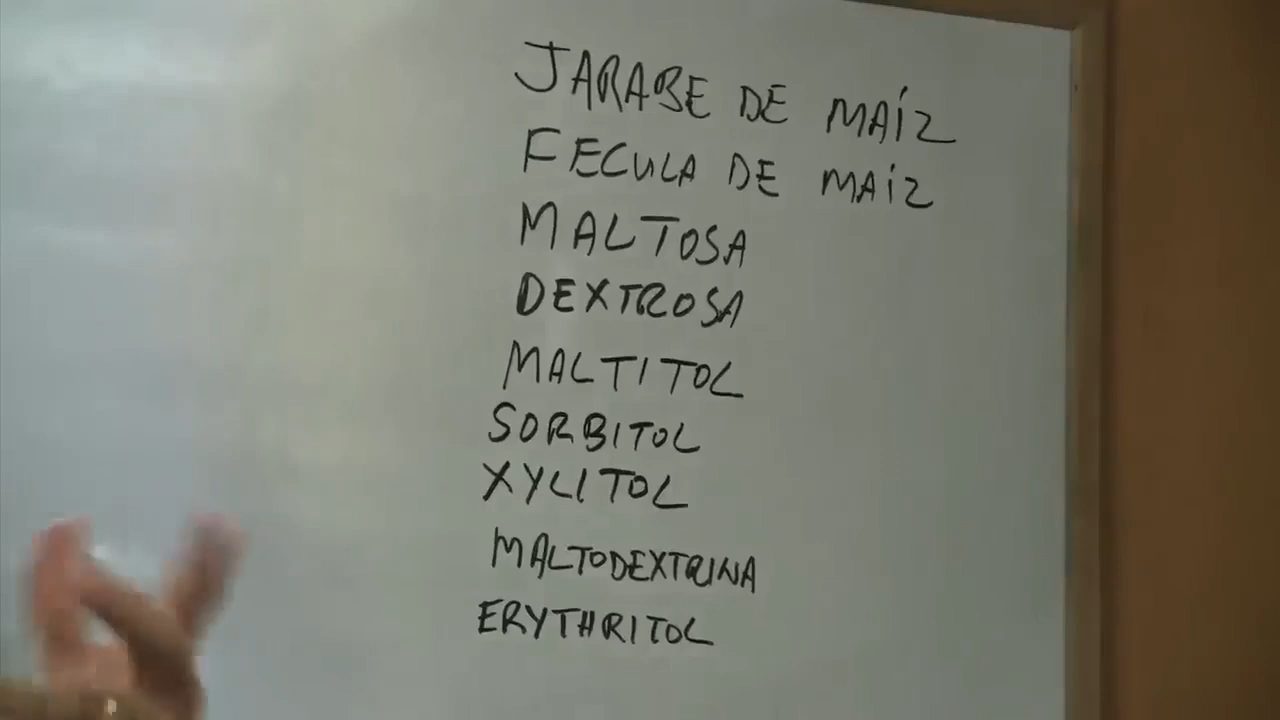 JARABE DE MAÍZ
FECULA DE MAÍZ
MALTOSA
DEXTROSA
MALTITOL
SORBITOL
XYLITOL
MALTODEXTRINA
ERYTHRITOL